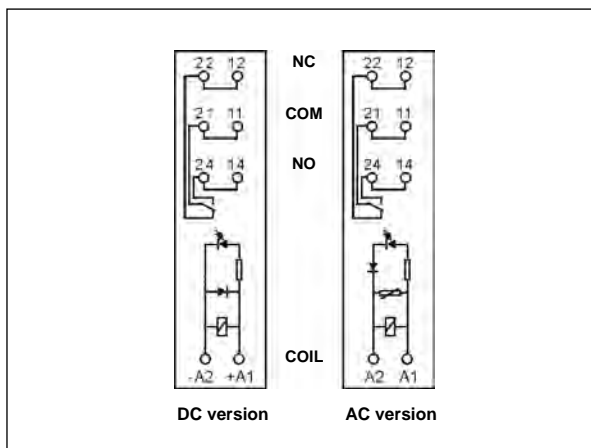 22 12 NC 22 12
21 11 COM 21 11
24 14 NO 24 14
-A2 +A1 COIL A2 A1
DC version AC version